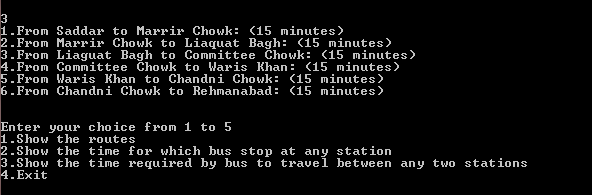 3
1.From Saddar to Marrir Chowk: (15 minutes)
2.From Marrir Chowk to Liaquat Bagh: (15 minutes)
3.From Liaguat Bagh to Committee Chowk: (15 minutes)
4.From Committee Chowk to Waris Khan: (15 minutes)
5.From Waris Khan to Chandni Chowk: (15 minutes)
6.From Chandni Chowk to Rehmanabad: (15 minutes)
Enter your choice from 1 to 5
1.Show the routes
2.Show the time for which bus stop at any station
3.Show the time required by bus to travel between any two stations
4.Exit